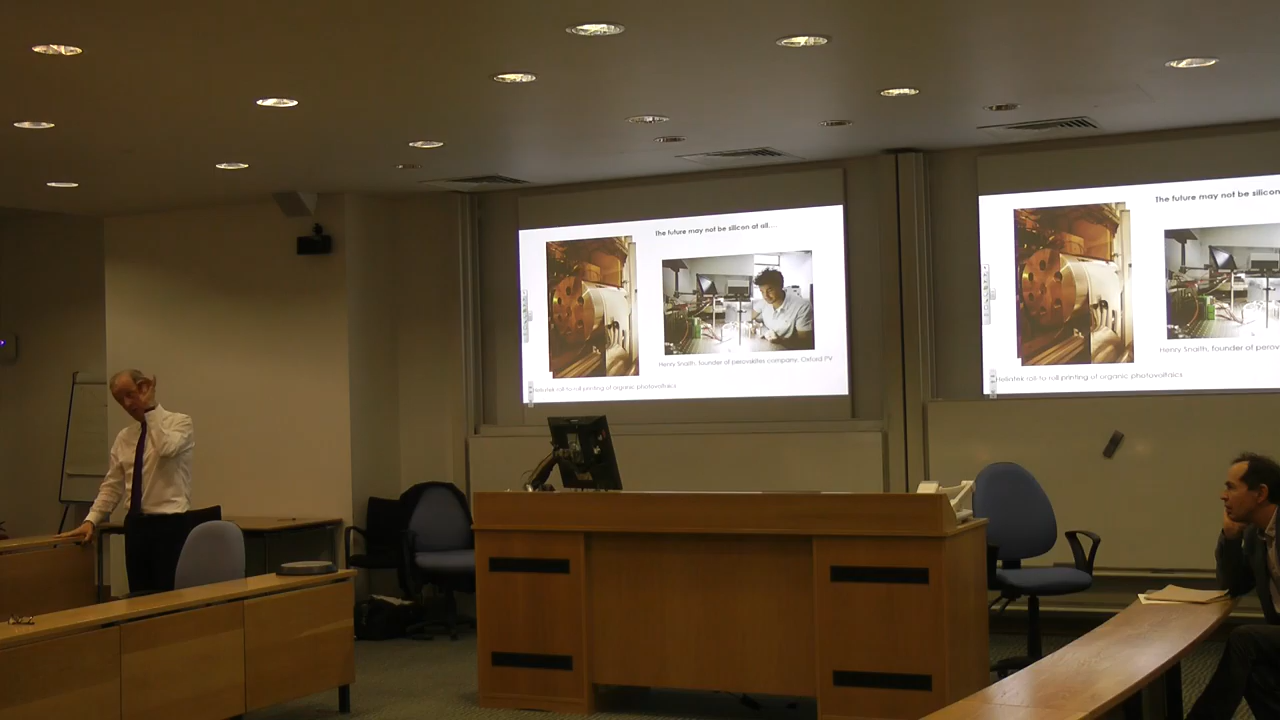 The future may not be silicon at all....
Henry Snaith, founder of perovskites company, Oxford PV
Heliatek roll to roll printing of organic photovoltaics
The future may not be silicon
Henry Snaith, founder of perov
Heliatek roll to roll printing of organic photovoltaics